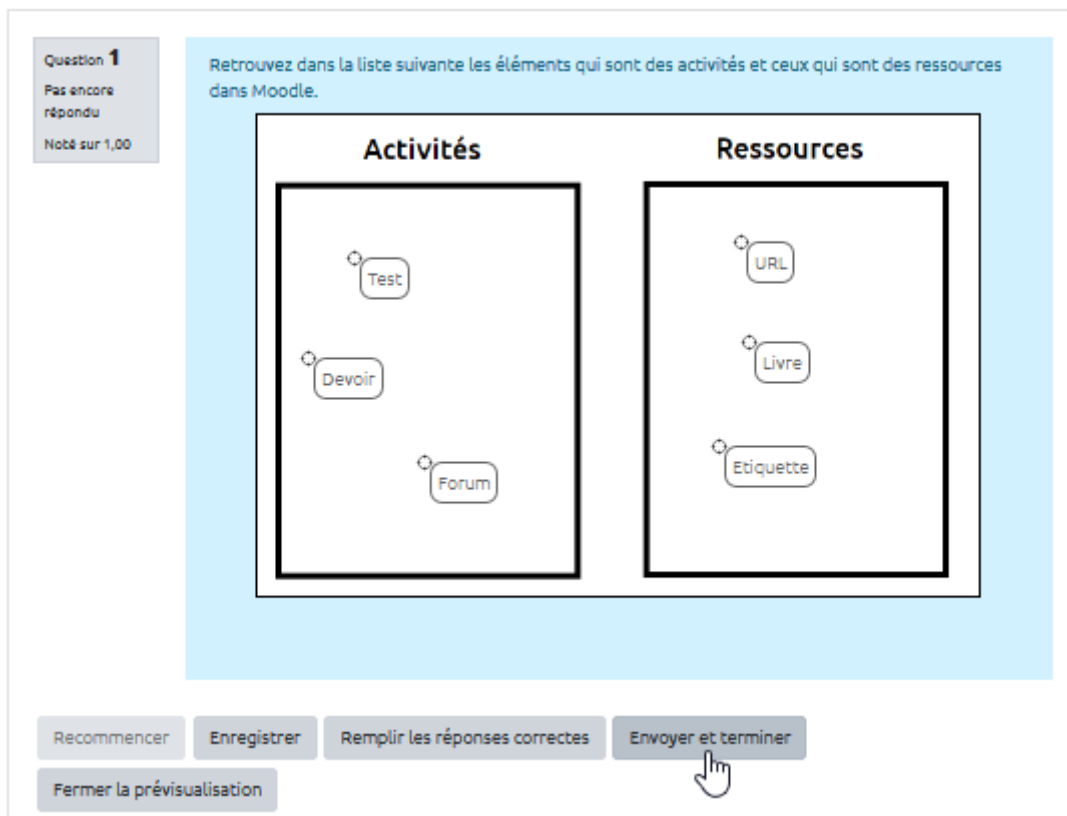 Question 1
Pas encore
répondu
Noté sur 1,00
Retrouvez dans la liste suivante les éléments qui sont des activités et ceux qui sont des ressources
dans Moodle.
Activités
Test
Devoir
Forum
Ressources
URL
Livre
Etiquette
Recommencer
Enregistrer
Remplir les réponses correctes
Envoyer et terminer
Fermer la prévisualisation